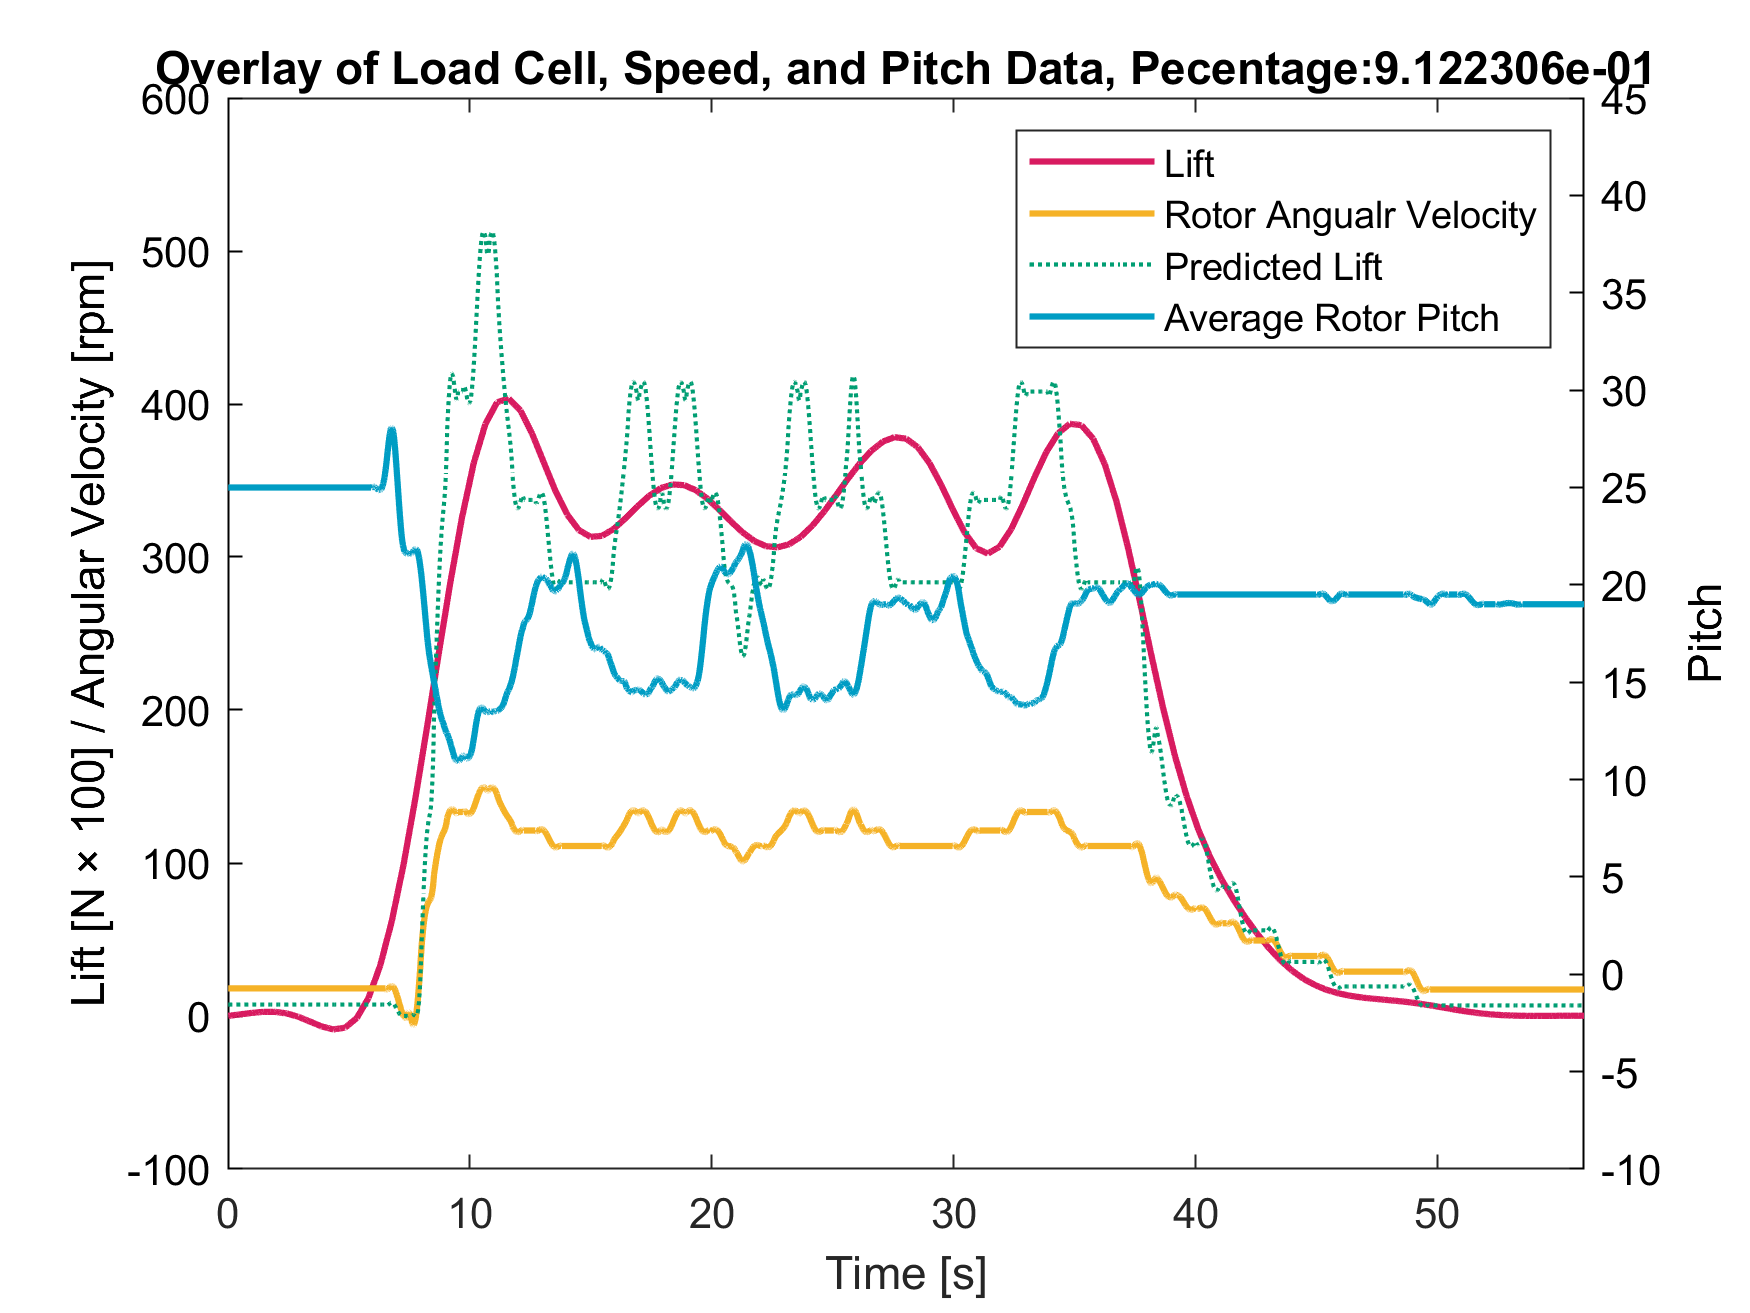 Overlay of Load Cell, Speed, and Pitch Data, Pecentage:9.122306e-01
600
500
400
300
200
100
0
-100
Lift [N × 100] / Angular Velocity [rpm]
Lift
Rotor Angualr Velocity
Predicted Lift
Average Rotor Pitch
45
40
35
30
25
20
15
10
5
0
-5
-10
Pitch
0 10 20 30 40 50
Time [s]